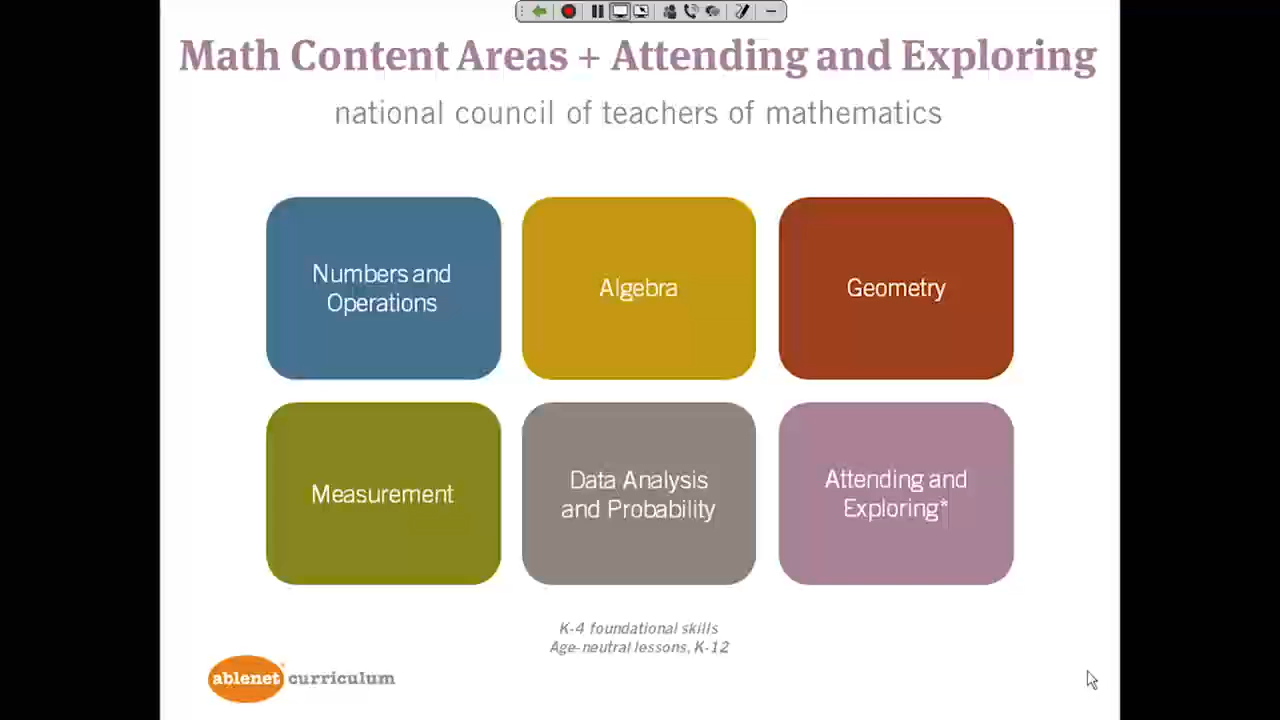 Math Content Areas + Attending and Exploring
national council of teachers of mathematics
Numbers and
Operations
Algebra
Geometry
Measurement
Data Analysis
and Probability
Attending and
Exploring*
K-4 foundational skills
Age-neutral lessons, K-12
ablenet curriculum